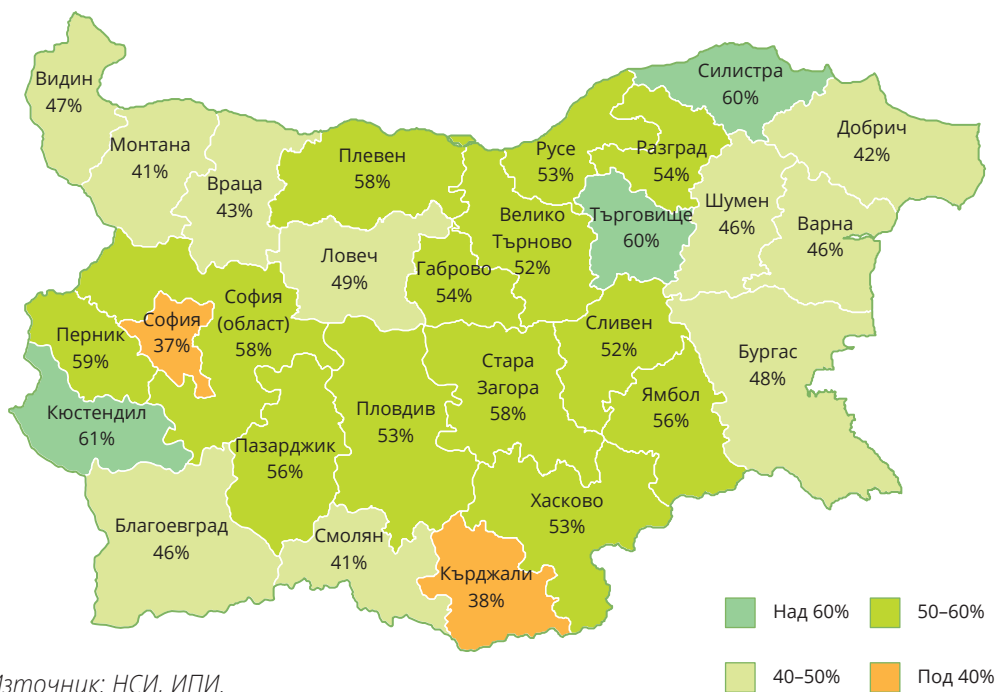 Видин
47%
Монтана
41%
Враца
43%
Плевен
58%
Ловеч
49%
Габрово
54%
Велико
Търново
52%
Русе
53%
Разград
54%
Силистра
60%
Търговище
60%
Шумен
46%
Добрич
42%
Варна
46%
Бургас
48%
Сливен
52%
Ямбол
56%
Стара
Загора
58%
Пловдив
53%
Хасково
53%
Кърджали
38%
Смолян
41%
Пазарджик
56%
Благоевград
46%
Кюстендил
61%
Перник
59%
София
37%
София
(област)
58%
Над 60%
50–60%
40–50%
Под 40%
Източник: НСИ, ИПИ.